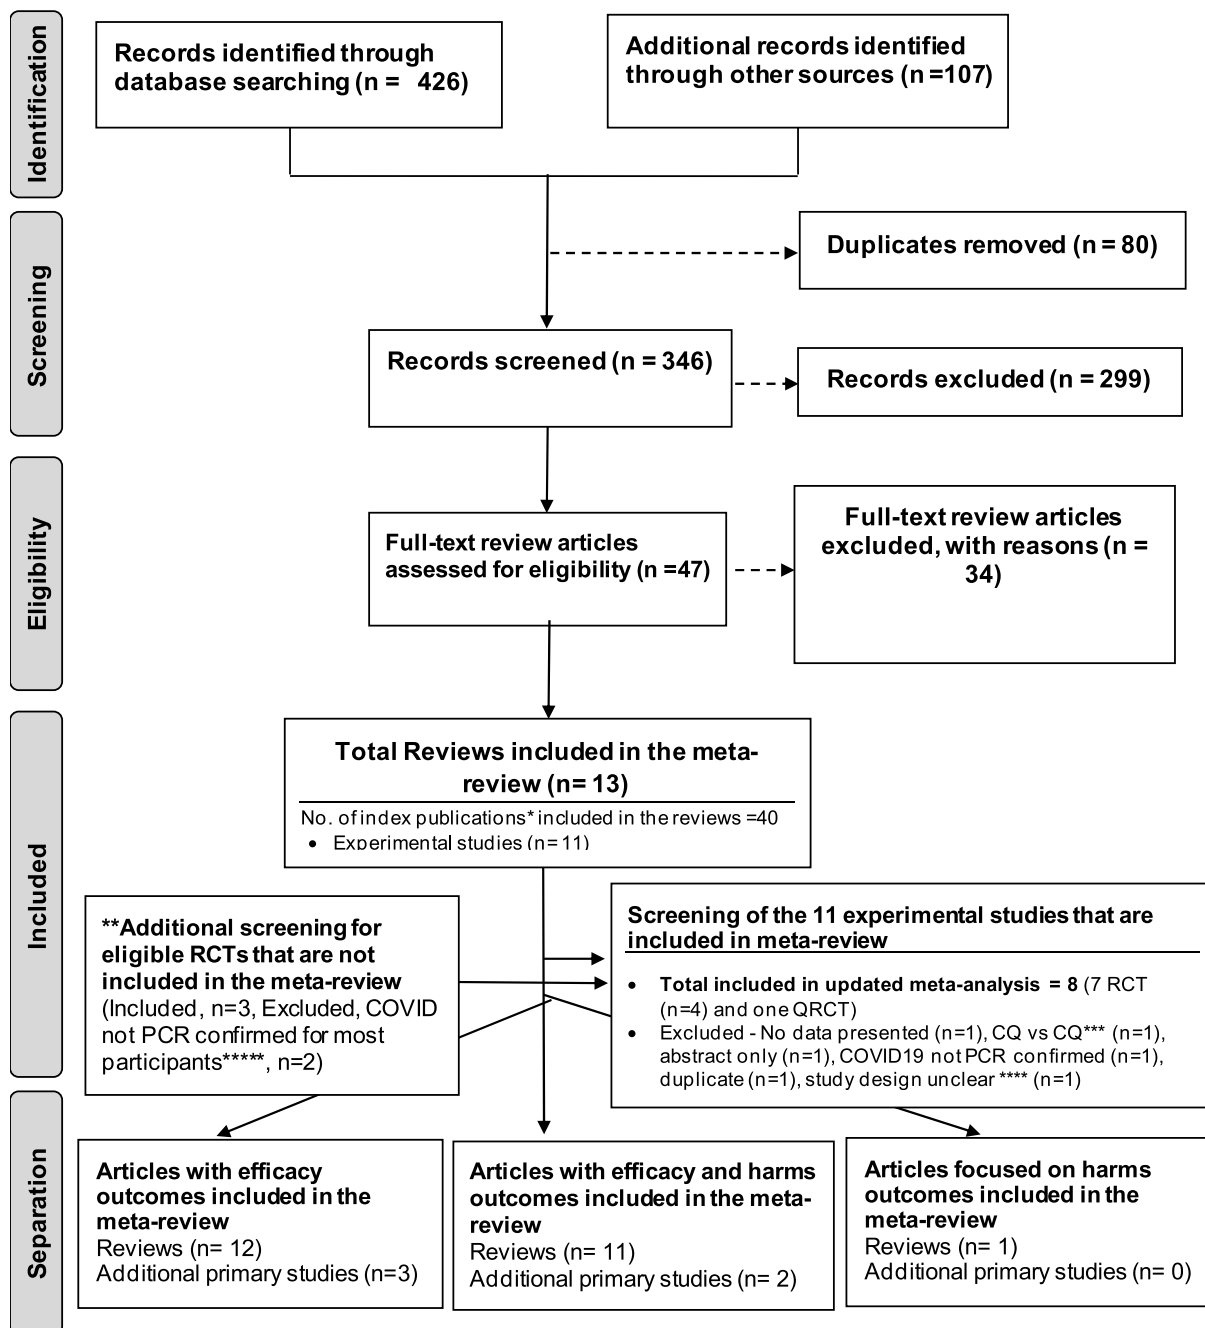 Identification
Records identified through
database searching (n = 426)
Additional records identified
through other sources (n =107)
Screening
Duplicates removed (n = 80)
Records screened (n = 346)
Records excluded (n = 299)
Eligibility
Full-text review articles
assessed for eligibility (n =47)
Full-text review articles
excluded, with reasons (n =
34)
Included
Total Reviews included in the meta-
review (n= 13)
No. of index publications* included in the reviews =40
• Experimental studies (n= 11)
**Additional screening for
eligible RCTs that are not
included in the meta-review
(Included, n=3, Excluded, COVID
not PCR confirmed for most
participants*****, n=2)
Screening of the 11 experimental studies that are
included in meta-review
• Total included in updated meta-analysis = 8 (7 RCT
(n=4) and one QRCT)
• Excluded - No data presented (n=1), CQ vs CQ*** (n=1),
abstract only (n=1), COVID19 not PCR confirmed (n=1),
duplicate (n=1), study design unclear **** (n=1)
Separation
Articles with efficacy
outcomes included in the
meta-review
Reviews (n= 12)
Additional primary studies (n=3)
Articles with efficacy and harms
outcomes included in the meta-
review
Reviews (n= 11)
Additional primary studies (n= 2)
Articles focused on harms
outcomes included in the
meta-review
Reviews (n= 1)
Additional primary studies (n= 0)